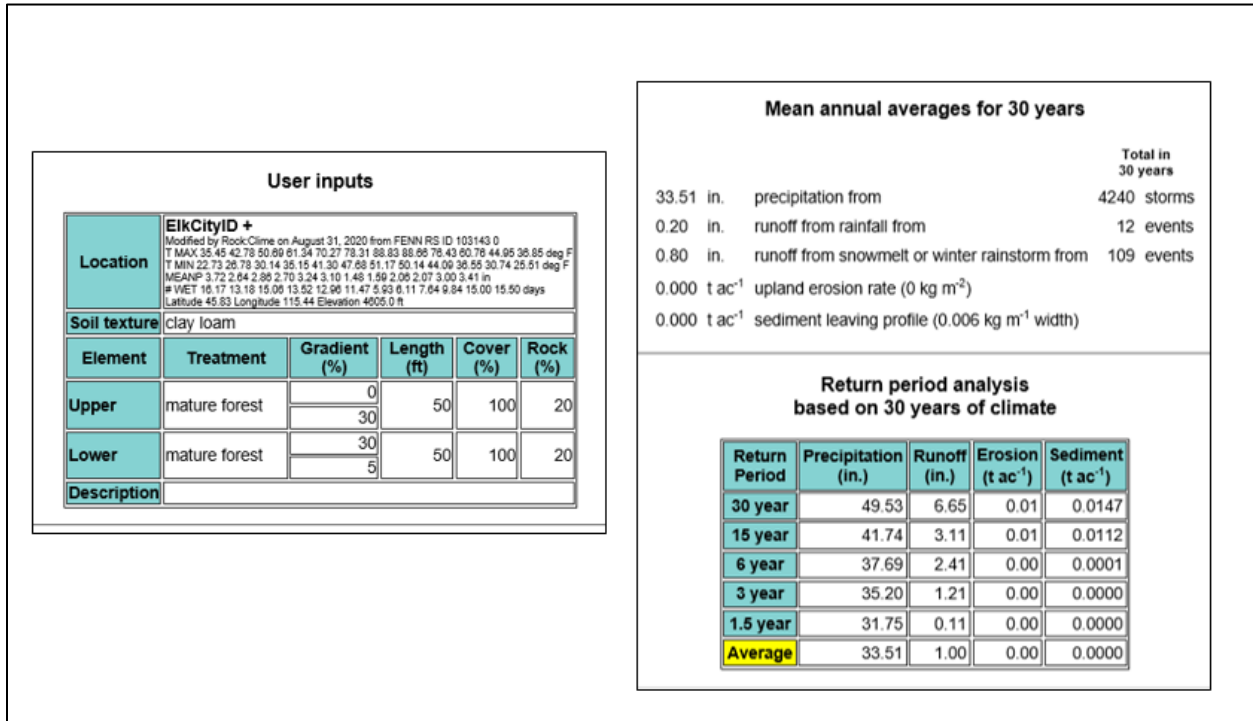 User inputs
Location
ElkCityID +
Modified by Rock:Clime on August 31, 2020 from FENN RS ID 103143 0
T MAX 35.45 42.78 50.69 61.34 70.27 78.31 88.83 88.66 76.43 60.76 44.95 36.85 deg F
T MIN 22.73 26.78 30.14 35.15 41.30 47.68 51.17 50.14 44.09 36.55 30.74 25.51 deg F
MEANP 3.72 2.64 2.86 2.70 3.24 3.10 1.48 1.59 2.06 2.07 3.00 3.41 in
# WET 16.17 13.18 15.06 13.52 12.96 11.47 5.93 6.11 7.64 9.84 15.00 15.50 days
Latitude 45.83 Longitude 115.44 Elevation 4605.0 ft
Soil texture clay loam
Element Treatment Gradient (%) Length (ft) Cover (%) Rock (%)
Upper mature forest 0 30 50 100 20
Lower mature forest 30 5 50 100 20
Description
Mean annual averages for 30 years
Total in
30 years
33.51 in. precipitation from 4240 storms
0.20 in. runoff from rainfall from 12 events
0.80 in. runoff from snowmelt or winter rainstorm from 109 events
0.000 t ac-1 upland erosion rate (0 kg m-2)
0.000 t ac-1 sediment leaving profile (0.006 kg m-1 width)
Return period analysis
based on 30 years of climate
Return Period Precipitation (in.) Runoff (in.) Erosion (t ac-1) Sediment (t ac-1)
30 year 49.53 6.65 0.01 0.0147
15 year 41.74 3.11 0.01 0.0112
6 year 37.69 2.41 0.00 0.0001
3 year 35.20 1.21 0.00 0.0000
1.5 year 31.75 0.11 0.00 0.0000
Average 33.51 1.00 0.00 0.0000